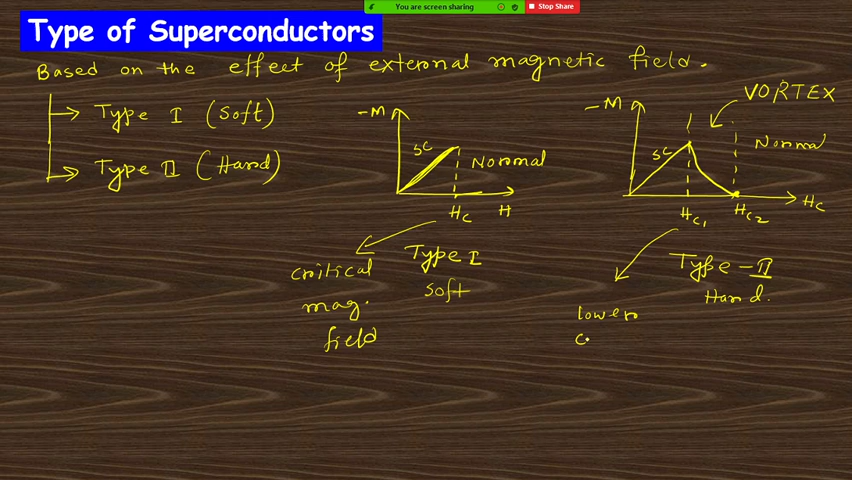 You are screen sharing
Stop Share
Type of Superconductors
Based on the effect of external magnetic field.
Type I (Soft)
Type II (Hard)
-M
SC
Normal
Hc
H
Type I
Soft
critical
mag.
field
-M
VORTEX
SC
Normal
Hc1
Hc2
Hc
Type-II
Hard.
lower
c